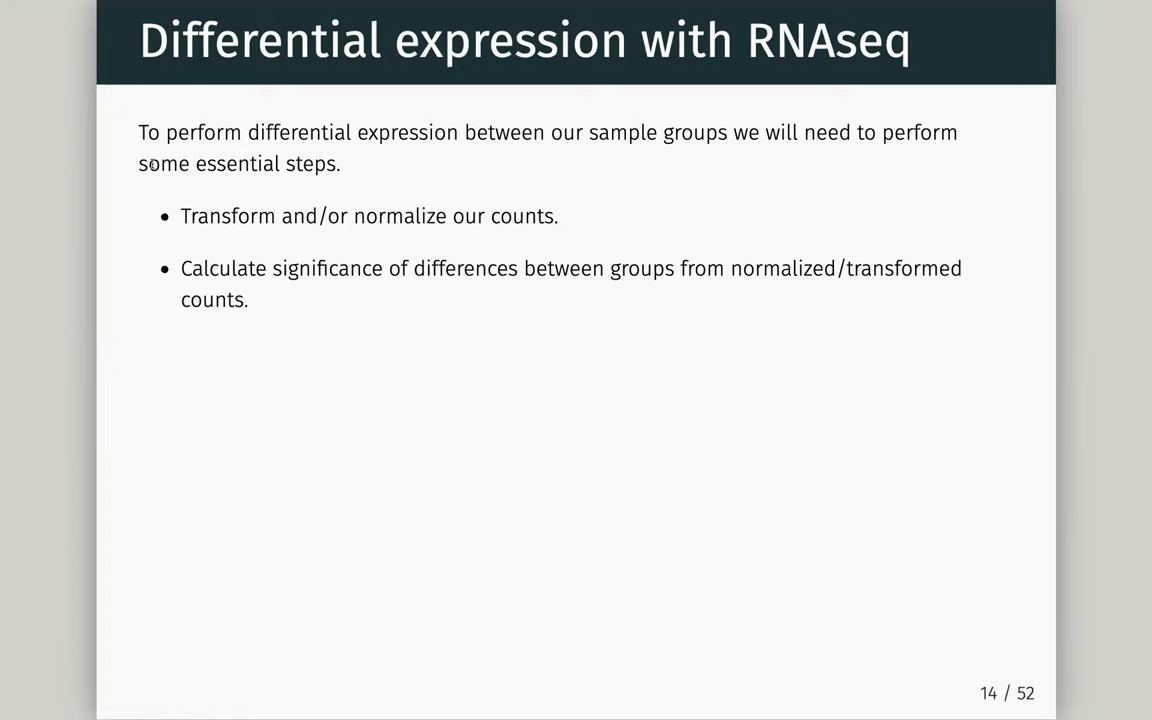 Differential expression with RNAseq
To perform differential expression between our sample groups we will need to perform
some essential steps.
• Transform and/or normalize our counts.
• Calculate significance of differences between groups from normalized/transformed
counts.
14 / 52